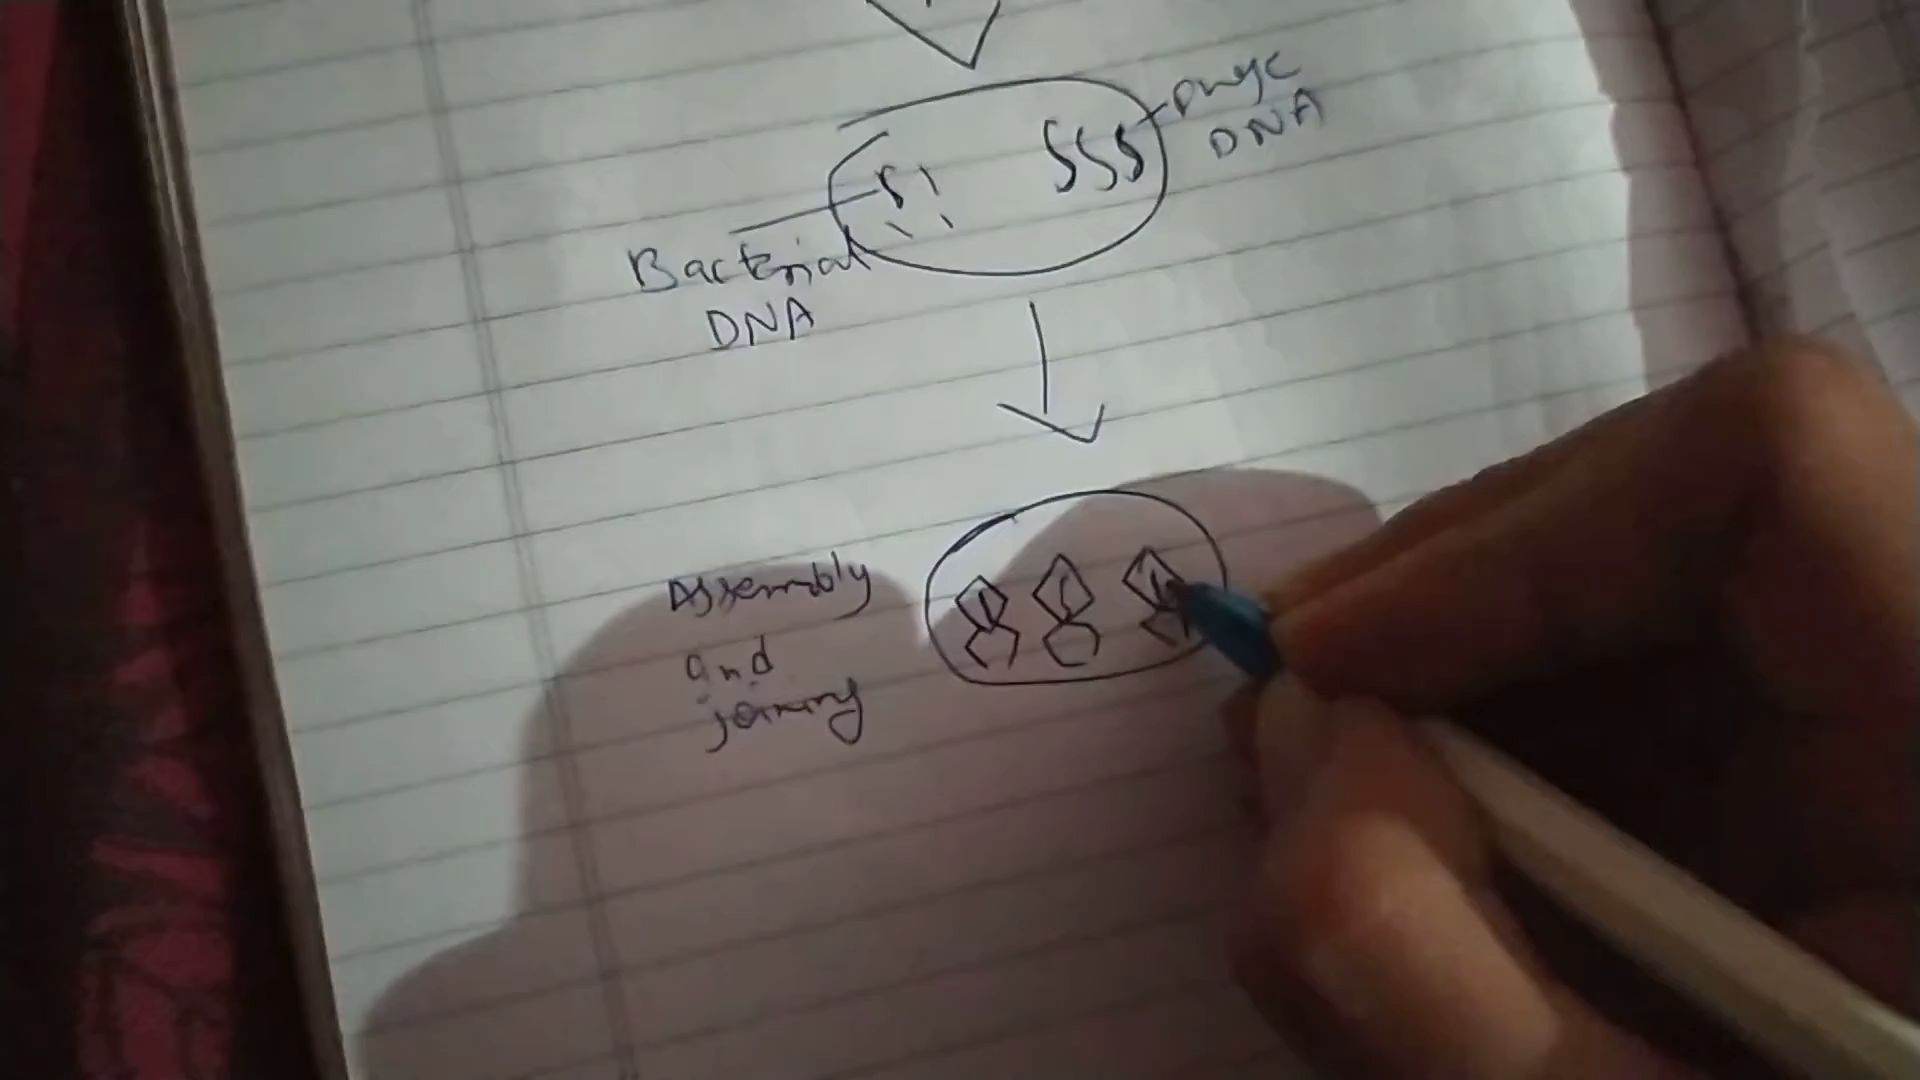 phage
DNA
Bacterial
DNA
Assembly
and
joining